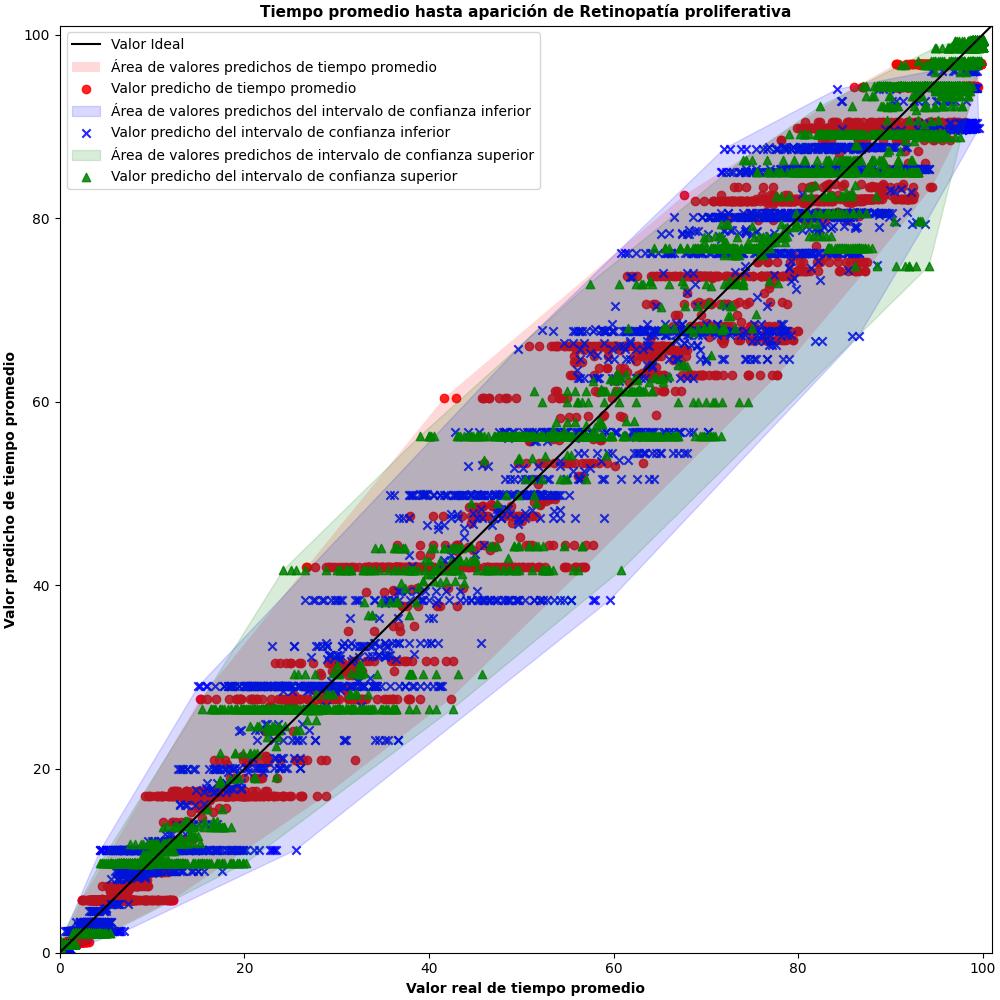 Tiempo promedio hasta aparición de Retinopatía proliferativa
Valor Ideal
Área de valores predichos de tiempo promedio
Valor predicho de tiempo promedio
Área de valores predichos del intervalo de confianza inferior
Valor predicho del intervalo de confianza inferior
Área de valores predichos de intervalo de confianza superior
Valor predicho del intervalo de confianza superior
Valor predicho de tiempo promedio
100
80
60
40
20
0
0 20 40 60 80 100
Valor real de tiempo promedio